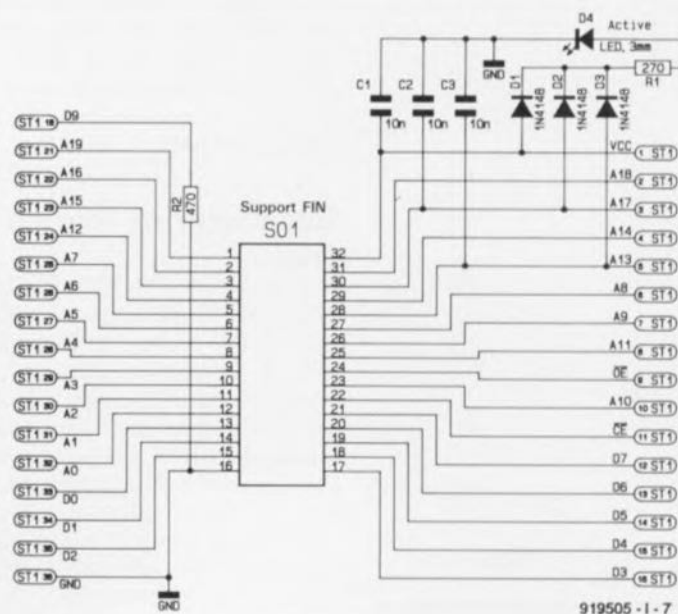 D4 Active
LED, 3mm
GND
C1 C2 C3
10n 10n 10n
D1 D2 D3
1N4148 1N4148 1N4148
270
R1
D9
ST1
A19
ST1 21
A16
ST1 22
A15
ST1 23
A12
ST1 24
A7
ST1 25
A6
ST1 26
A5
ST1 27
A4
ST1 28
ST1 29
A3
ST1 30
A2
ST1 31
A1
ST1 32
A0
ST1 33
D0
ST1 34
D1
ST1 35
D2
ST1
GND
GND
R2
470
Support FIN
S01
1 32
2 31
3 30
4 29
5 28
6 27
7 26
8 25
9 24
10 23
11 22
12 21
13 20
14 19
15 18
16 17
VCC
1 ST1
A18
2 ST1
A17
3 ST1
A14
4 ST1
A13
5 ST1
A8
6 ST1
A9
7 ST1
A11
8 ST1
OE
9 ST1
A10
10 ST1
CE
11 ST1
D7
12 ST1
D6
13 ST1
D5
14 ST1
D4
15 ST1
D3
16 ST1
919505 - I - 7